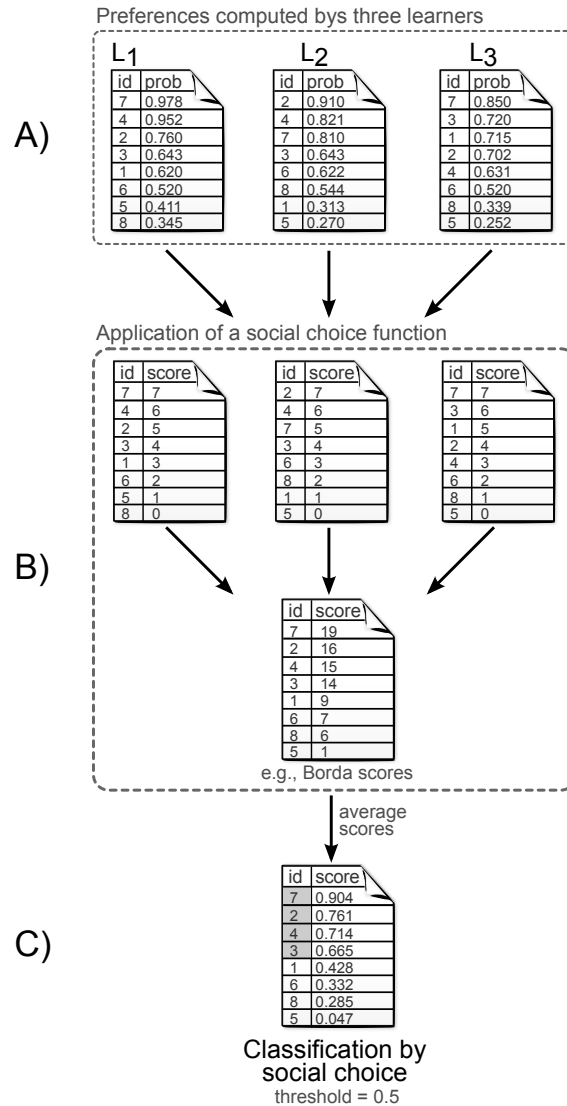 Preferences computed bys three learners
A)
L1
id prob
7 0.978
4 0.952
2 0.760
3 0.643
1 0.620
6 0.520
5 0.411
8 0.345
L2
id prob
2 0.910
4 0.821
7 0.810
3 0.643
6 0.622
8 0.544
1 0.313
5 0.270
L3
id prob
7 0.850
3 0.720
1 0.715
2 0.702
4 0.631
6 0.520
8 0.339
5 0.252
Application of a social choice function
B)
id score
7 7
4 6
2 5
3 4
1 3
6 2
5 1
8 0
id score
2 7
4 6
7 5
3 4
6 3
8 2
1 1
5 0
id score
7 7
3 6
1 5
2 4
4 3
6 2
8 1
5 0
id score
7 19
2 16
4 15
3 14
1 9
6 7
8 6
5 1
e.g., Borda scores
average
scores
C)
id score
7 0.904
2 0.761
4 0.714
3 0.665
1 0.428
6 0.332
8 0.285
5 0.047
Classification by
social choice
threshold = 0.5